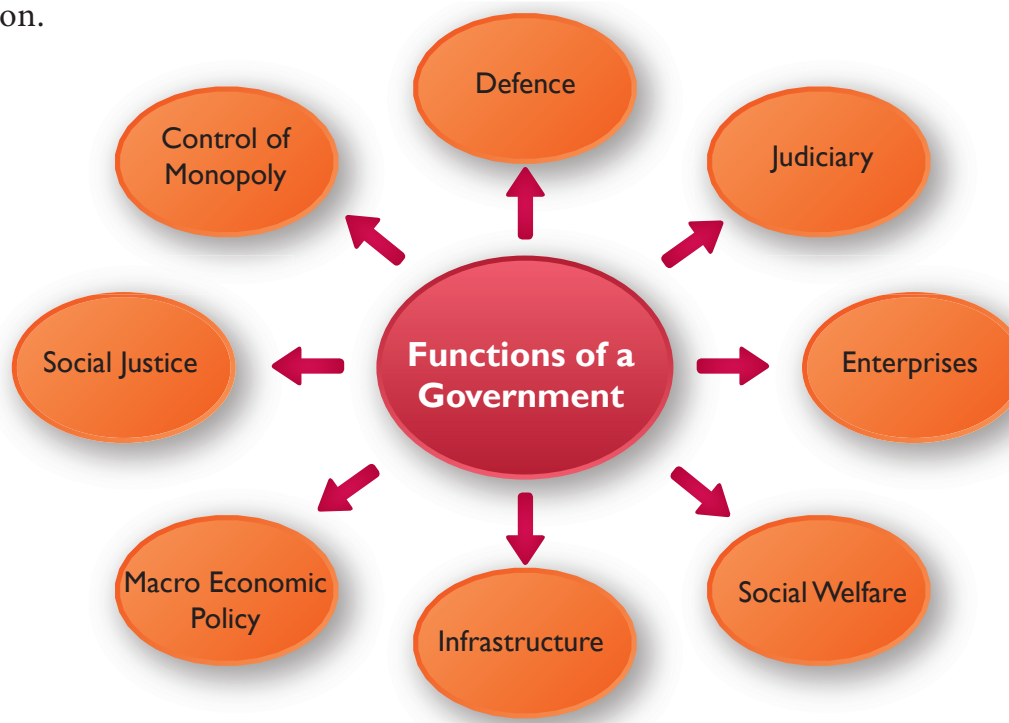 on.
Defence
Control of
Monopoly
Judiciary
Social Justice
Functions of a
Government
Enterprises
Macro Economic
Policy
Infrastructure
Social Welfare